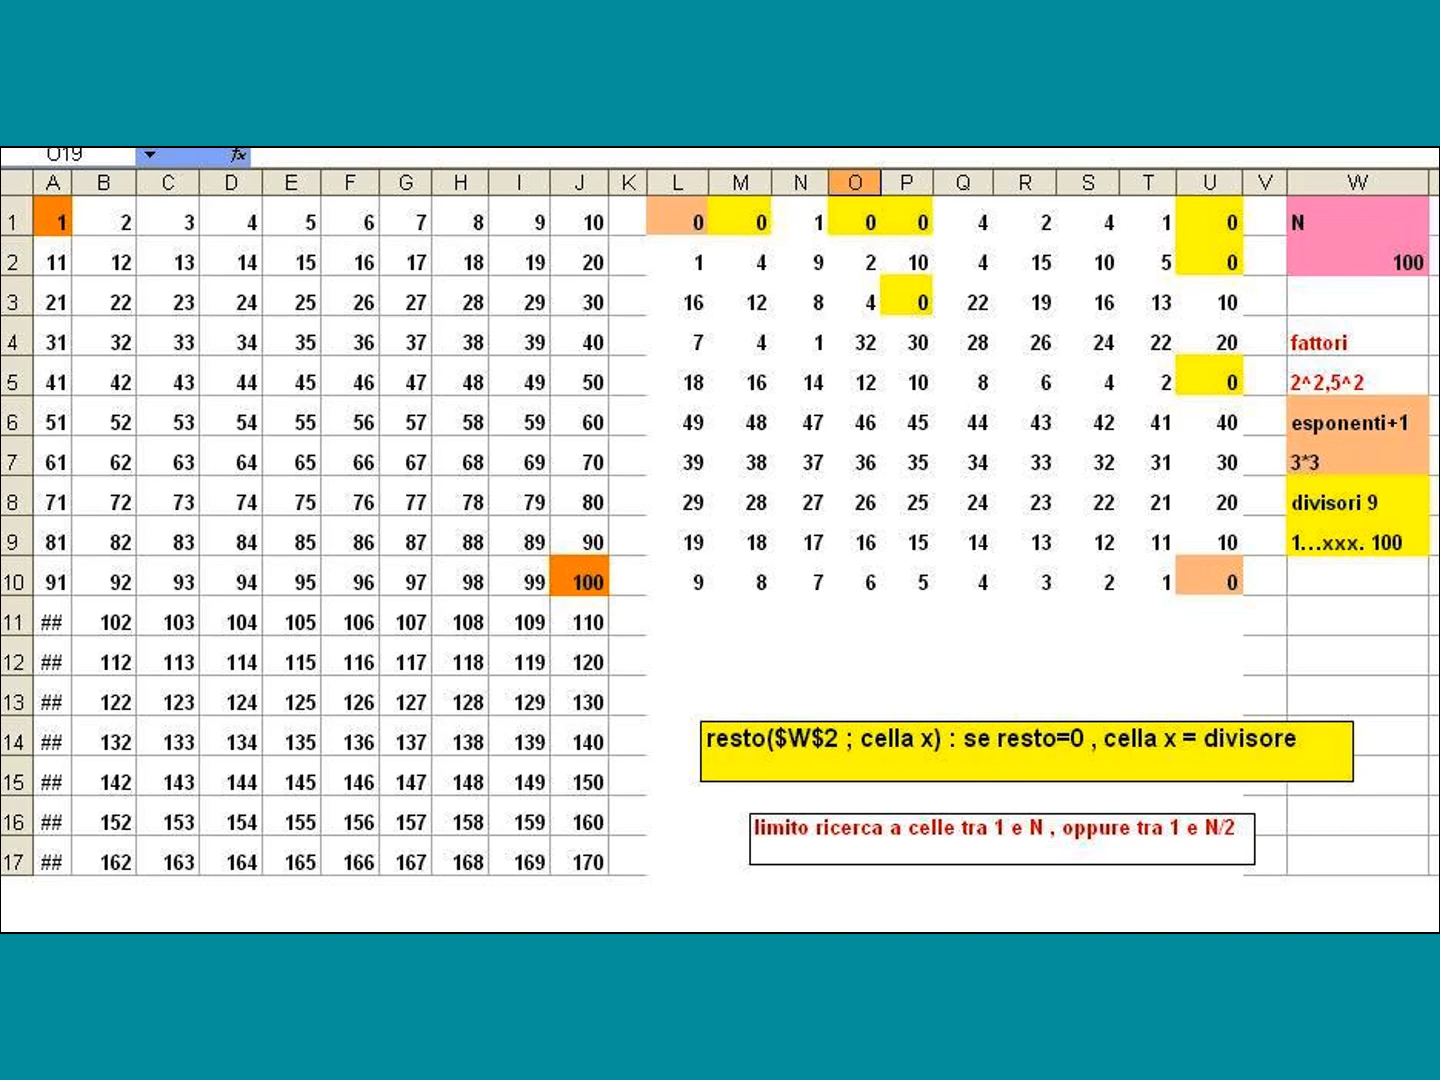 O19 fx
A B C D E F G H I J K L M N O P Q R S T U V W
1 1 2 3 4 5 6 7 8 9 10 0 0 1 0 0 4 2 4 1 0 N
2 11 12 13 14 15 16 17 18 19 20 1 4 9 2 10 4 15 10 5 0 100
3 21 22 23 24 25 26 27 28 29 30 16 12 8 4 0 22 19 16 13 10
4 31 32 33 34 35 36 37 38 39 40 7 4 1 32 30 28 26 24 22 20 fattori
5 41 42 43 44 45 46 47 48 49 50 18 16 14 12 10 8 6 4 2 0 2^2,5^2
6 51 52 53 54 55 56 57 58 59 60 49 48 47 46 45 44 43 42 41 40 esponenti+1
7 61 62 63 64 65 66 67 68 69 70 39 38 37 36 35 34 33 32 31 30 3*3
8 71 72 73 74 75 76 77 78 79 80 29 28 27 26 25 24 23 22 21 20 divisori 9
9 81 82 83 84 85 86 87 88 89 90 19 18 17 16 15 14 13 12 11 10 1...xxx. 100
10 91 92 93 94 95 96 97 98 99 100 9 8 7 6 5 4 3 2 1 0
11 ## 102 103 104 105 106 107 108 109 110
12 ## 112 113 114 115 116 117 118 119 120
13 ## 122 123 124 125 126 127 128 129 130
14 ## 132 133 134 135 136 137 138 139 140
resto($W$2 ; cella x) : se resto=0 , cella x = divisore
15 ## 142 143 144 145 146 147 148 149 150
16 ## 152 153 154 155 156 157 158 159 160
limito ricerca a celle tra 1 e N , oppure tra 1 e N/2
17 ## 162 163 164 165 166 167 168 169 170